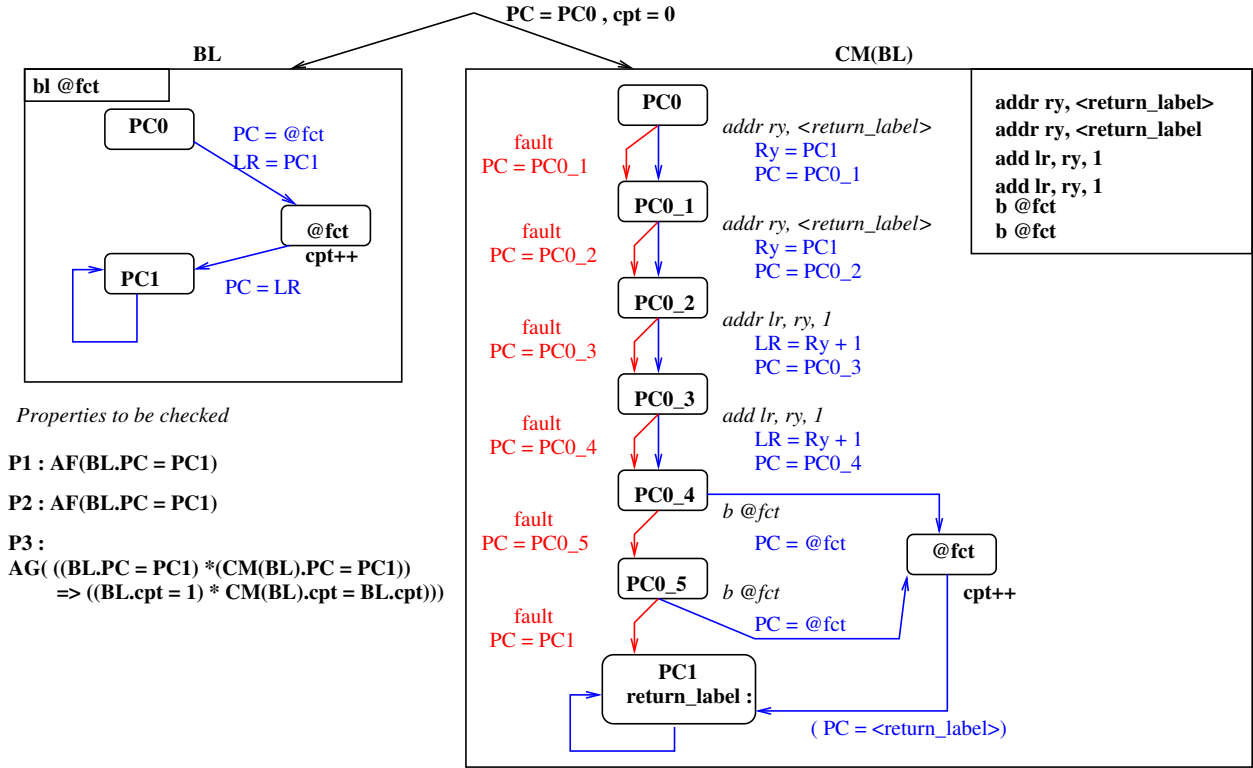 PC = PC0 , cpt = 0
BL
bl @fct
PC0
PC = @fct
LR = PC1
@fct
cpt++
PC1
PC = LR
Properties to be checked
P1 : AF(BL.PC = PC1)
P2 : AF(BL.PC = PC1)
P3 :
AG( ((BL.PC = PC1) *(CM(BL).PC = PC1))
=> ((BL.cpt = 1) * CM(BL).cpt = BL.cpt)))
CM(BL)
addr ry, <return_label>
addr ry, <return_label
add lr, ry, 1
add lr, ry, 1
b @fct
b @fct
PC0
fault
PC = PC0_1
addr ry, <return_label>
Ry = PC1
PC = PC0_1
PC0_1
fault
PC = PC0_2
addr ry, <return_label>
Ry = PC1
PC = PC0_2
PC0_2
fault
PC = PC0_3
addr lr, ry, 1
LR = Ry + 1
PC = PC0_3
PC0_3
fault
PC = PC0_4
add lr, ry, 1
LR = Ry + 1
PC = PC0_4
PC0_4
fault
PC = PC0_5
b @fct
PC = @fct
@fct
cpt++
PC0_5
fault
PC = PC1
b @fct
PC = @fct
PC1
return_label :
( PC = <return_label>)